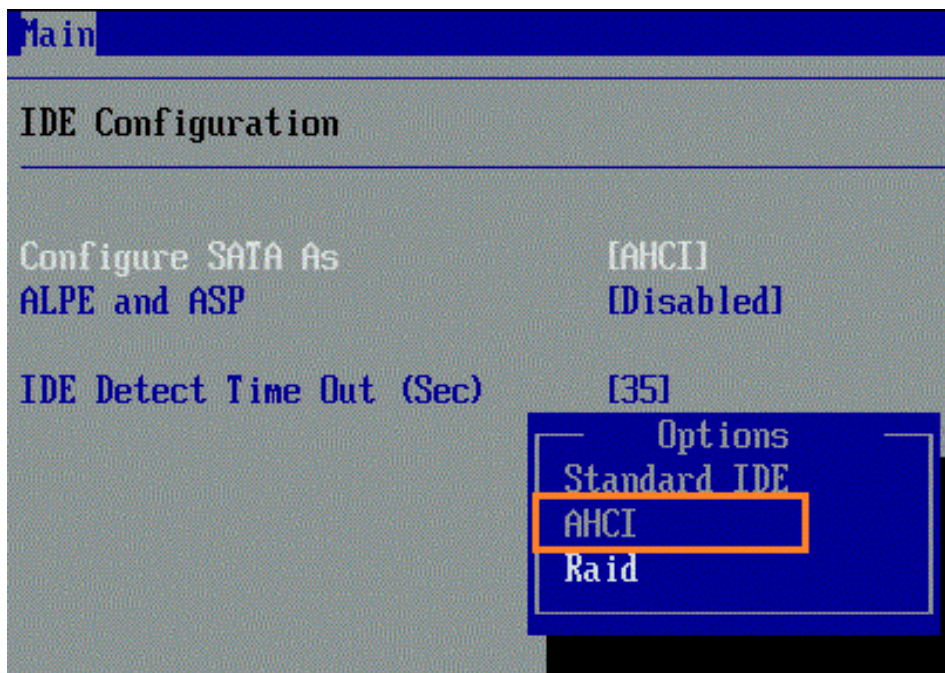 Main
IDE Configuration
Configure SATA As [AHCI]
ALPE and ASP [Disabled]
IDE Detect Time Out (Sec) [35]
Options
Standard IDE
AHCI
Raid